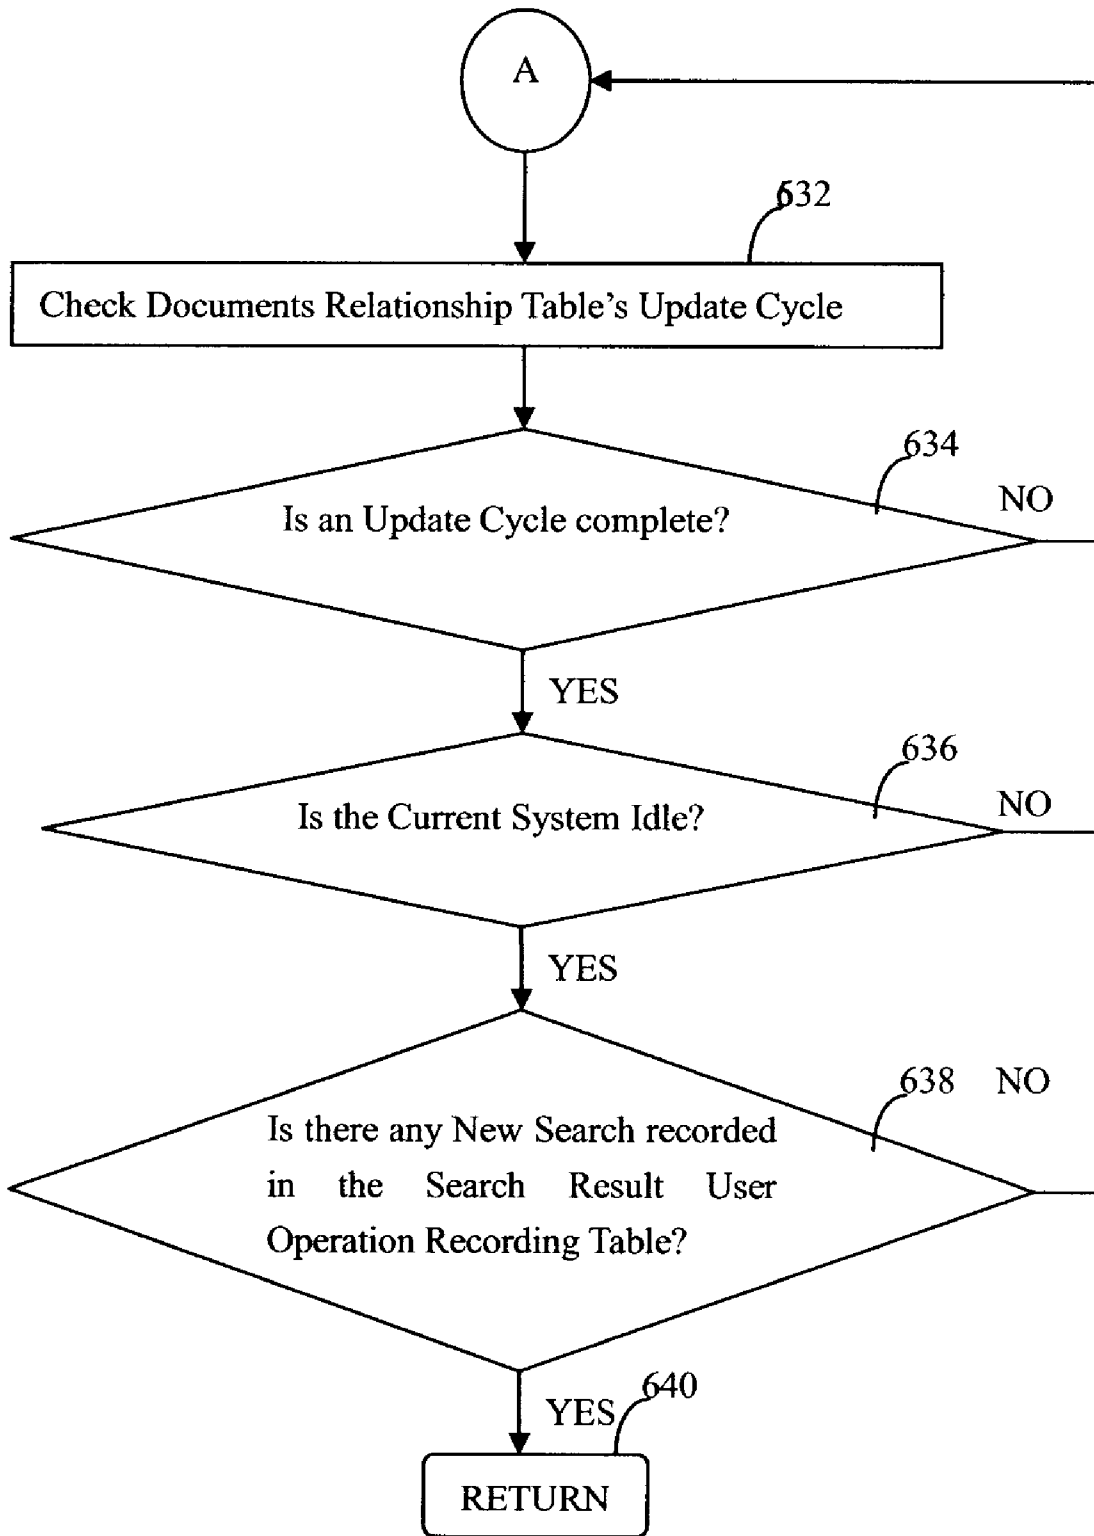 A
632
Check Documents Relationship Table's Update Cycle
634
NO
Is an Update Cycle complete?
YES
636
NO
Is the Current System Idle?
YES
638 NO
Is there any New Search recorded
in the Search Result User
Operation Recording Table?
640
YES
RETURN